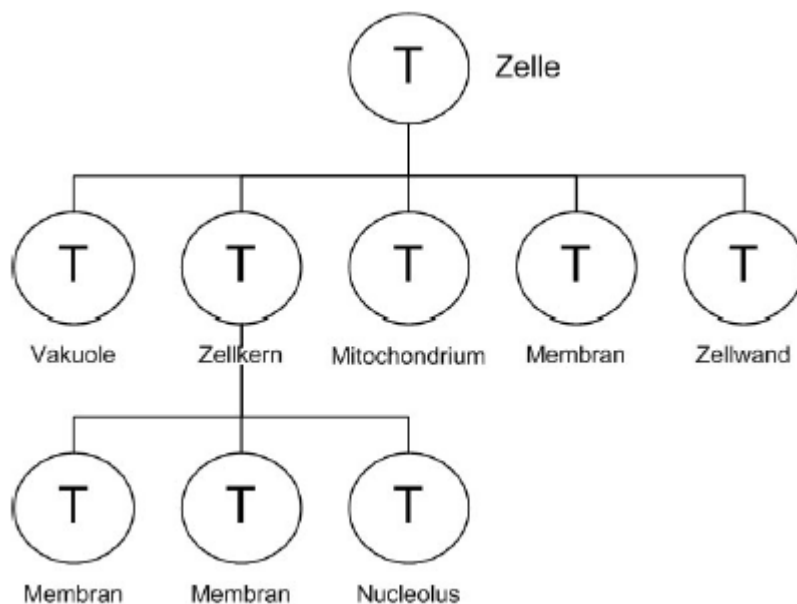 T Zelle
T T T T T
Vakuole Zellkern Mitochondrium Membran Zellwand
T T T
Membran Membran Nucleolus